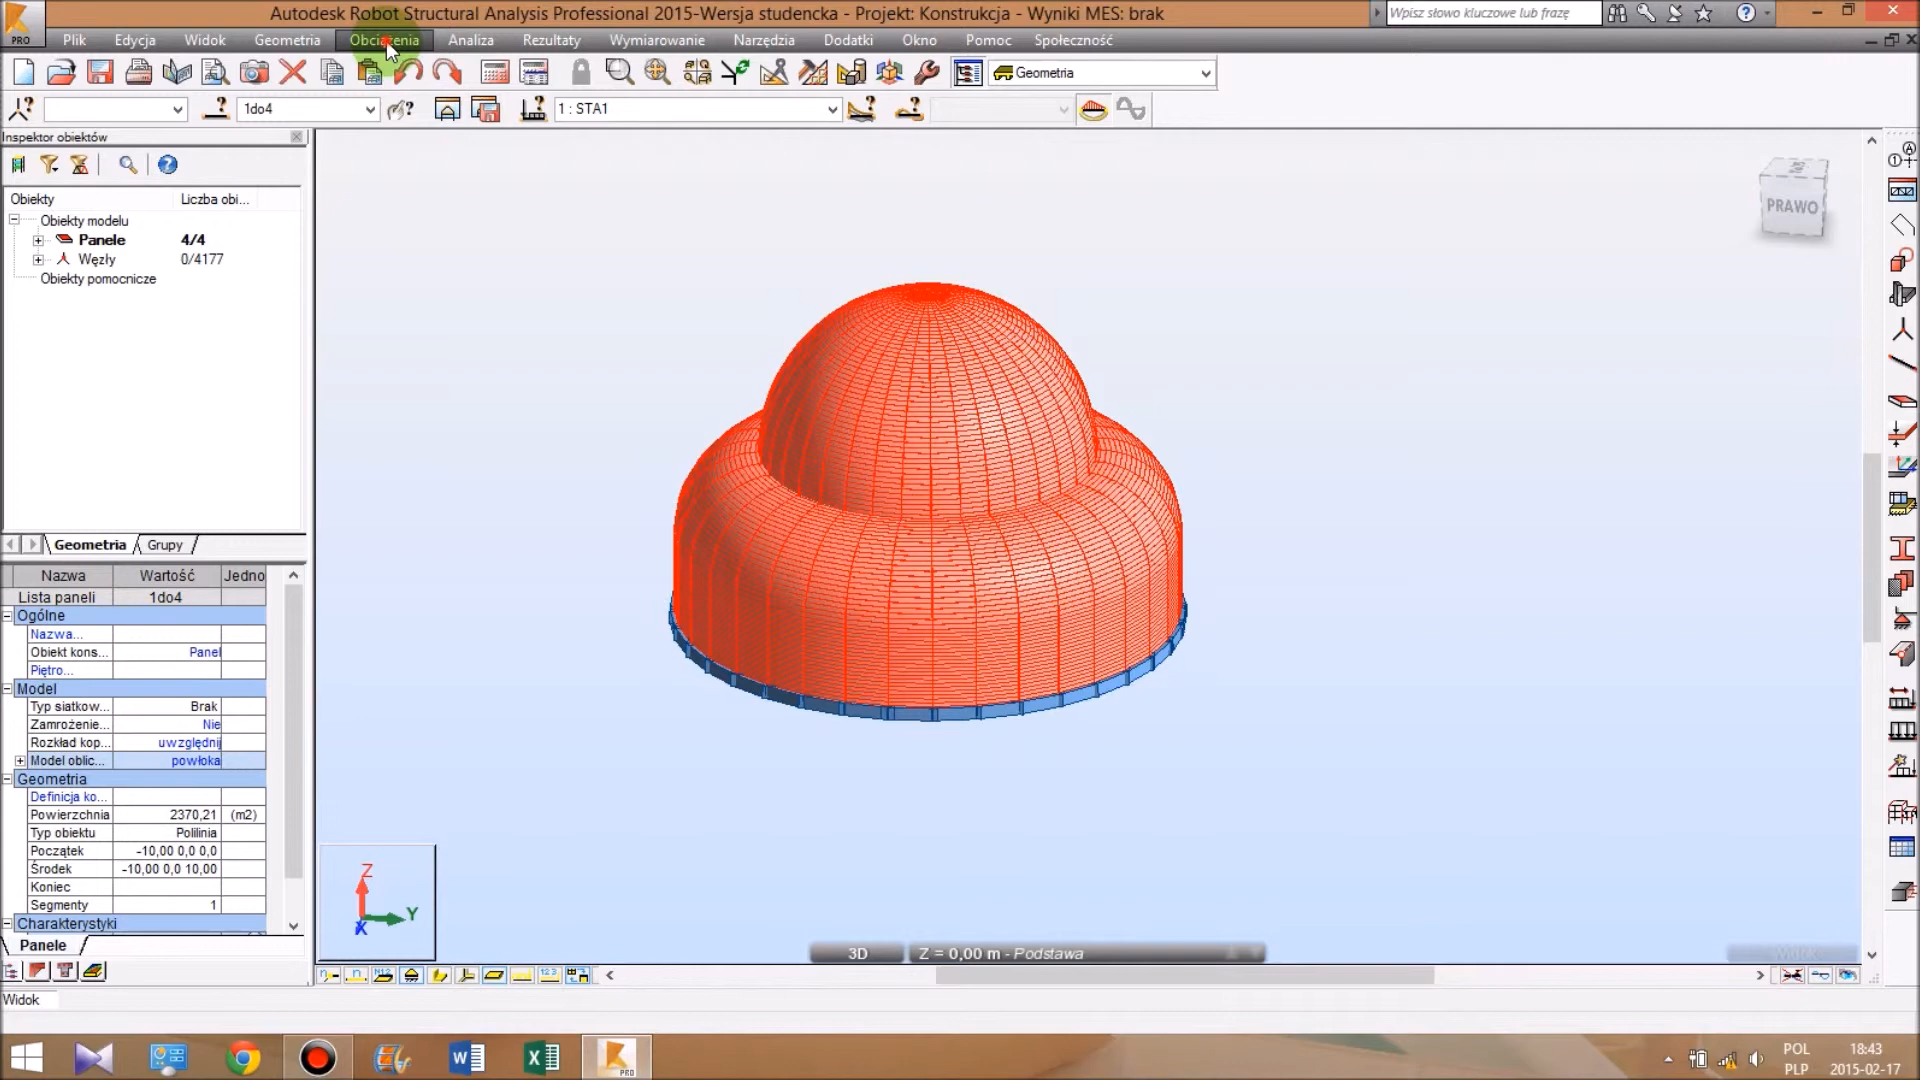 Autodesk Robot Structural Analysis Professional 2015-Wersja studencka - Projekt: Konstrukcja - Wyniki MES: brak
Wpisz słowo kluczowe lub frazę
PRO
Plik Edycja Widok Geometria Obciążenia Analiza Rezultaty Wymiarowanie Narzędzia Dodatki Okno Pomoc Społeczność
Geometria
1do4
1 : STA1
Inspektor obiektów
Obiekty Liczba obi...
Obiekty modelu
Panele 4/4
Węzły 0/4177
Obiekty pomocnicze
PRAWO
Geometria Grupy
Nazwa Wartość Jedno
Lista paneli 1do4
Ogólne
Nazwa...
Obiekt kons... Panel
Piętro...
Model
Typ siatkow... Brak
Zamrożenie... Nie
Rozkład kop... uwzględnij
Model oblic... powłoka
Geometria
Definicja ko...
Powierzchnia 2370,21 (m2)
Typ obiektu Polilinia
Początek -10,00 0,0 0,0
Środek -10,00 0,0 10,00
Koniec
Segmenty 1
Charakterystyki
Panele
Z
Y
X
3D Z = 0,00 m - Podstawa
Widok
POL
PLP
18:43
2015-02-17